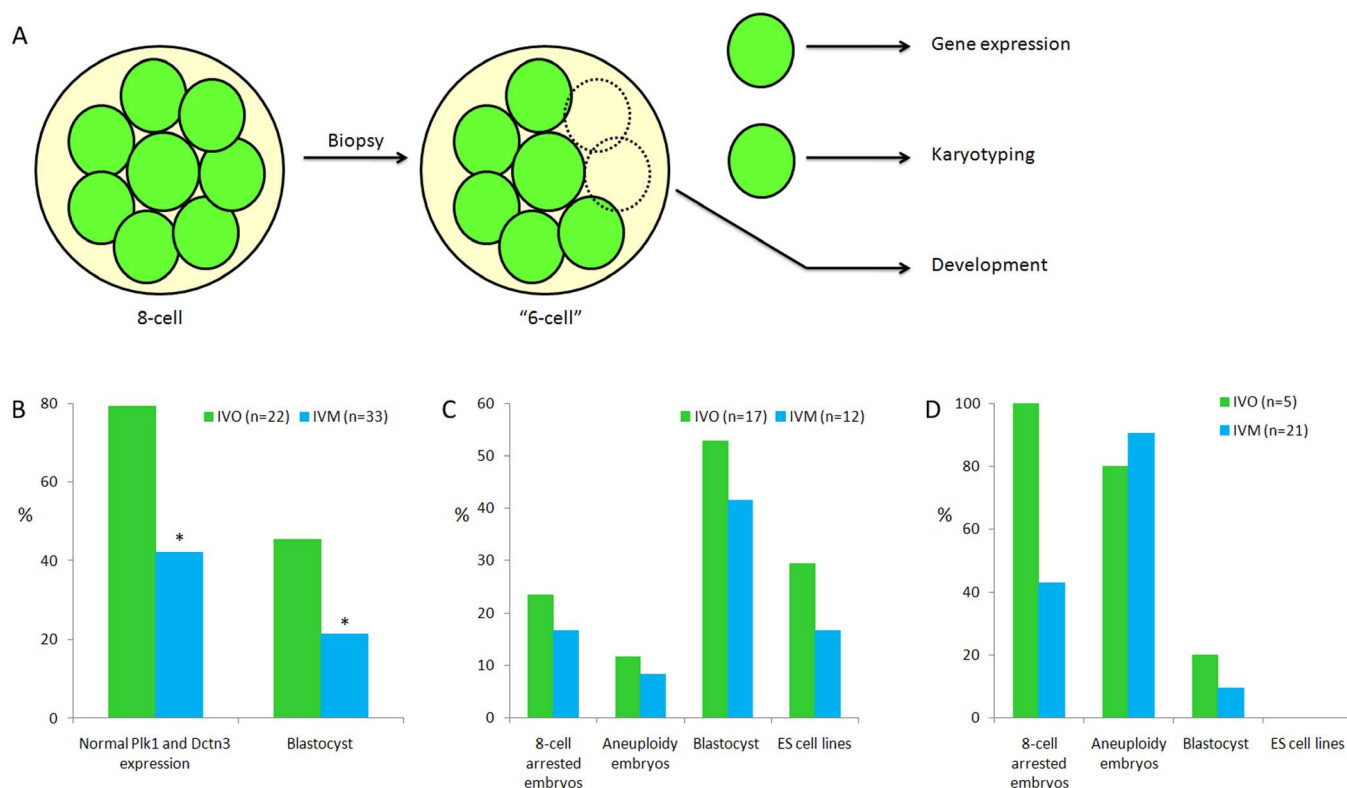 A
Gene expression
Biopsy
Karyotyping
Development
8-cell
“6-cell”
B
80
60
%
40
20
0
IVO (n=22) IVM (n=33)
*
*
Normal Plk1 and Dctn3
expression
Blastocyst
C
60
50
40
%
30
20
10
0
IVO (n=17) IVM (n=12)
8-cell
arrested
embryos
Aneuploidy
embryos
Blastocyst
ES cell lines
D
100
80
60
%
40
20
0
IVO (n=5)
IVM (n=21)
8-cell
arrested
embryos
Aneuploidy
embryos
Blastocyst
ES cell lines